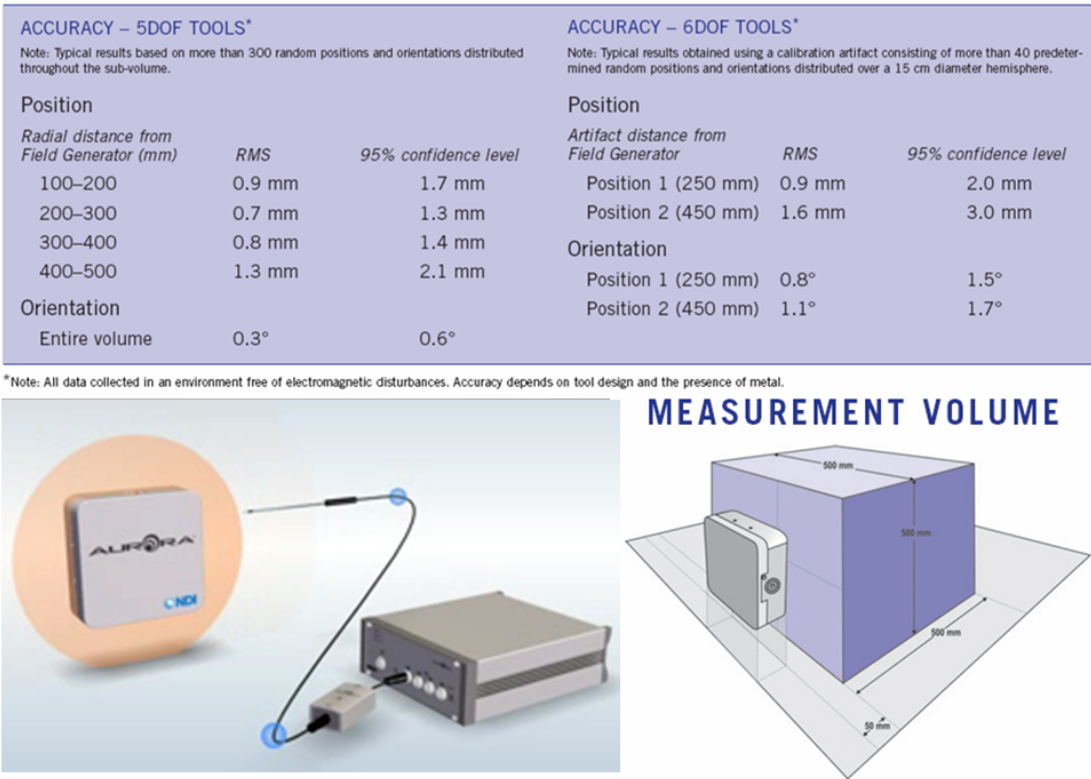 ACCURACY – 5DOF TOOLS*
Note: Typical results based on more than 300 random positions and orientations distributed
throughout the sub-volume.
Position
Radial distance from
Field Generator (mm) RMS 95% confidence level
100–200 0.9 mm 1.7 mm
200–300 0.7 mm 1.3 mm
300–400 0.8 mm 1.4 mm
400–500 1.3 mm 2.1 mm
Orientation
Entire volume 0.3° 0.6°
ACCURACY – 6DOF TOOLS*
Note: Typical results obtained using a calibration artifact consisting of more than 40 predeter-
mined random positions and orientations distributed over a 15 cm diameter hemisphere.
Position
Artifact distance from
Field Generator RMS 95% confidence level
Position 1 (250 mm) 0.9 mm 2.0 mm
Position 2 (450 mm) 1.6 mm 3.0 mm
Orientation
Position 1 (250 mm) 0.8° 1.5°
Position 2 (450 mm) 1.1° 1.7°
*Note: All data collected in an environment free of electromagnetic disturbances. Accuracy depends on tool design and the presence of metal.
AURORA
NDI
MEASUREMENT VOLUME
500 mm
500 mm
500 mm
50 mm